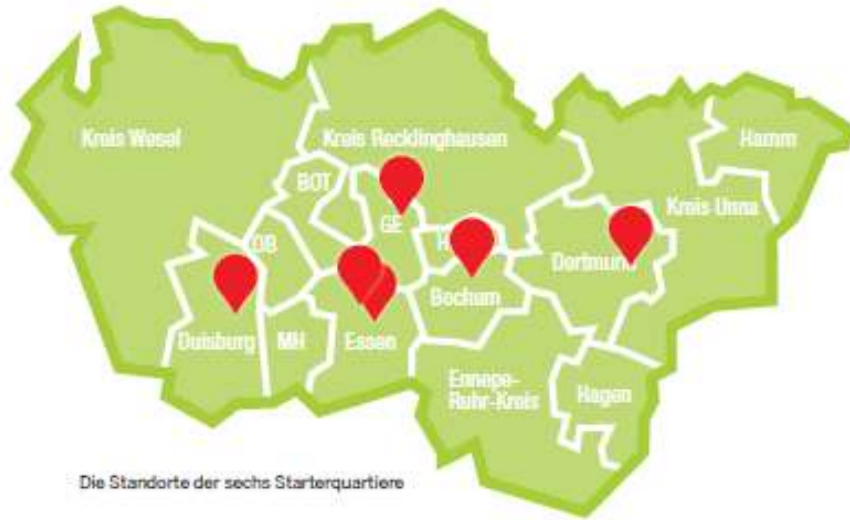 Kreis Wesel
Kreis Recklinghausen
Hamm
BOT
Kreis Unna
GE
OB
Dortmund
Bochum
Duisburg
MH
Essen
Ennepe-
Ruhr-Kreis
Hagen
Die Standorte der sechs Starterquartiere